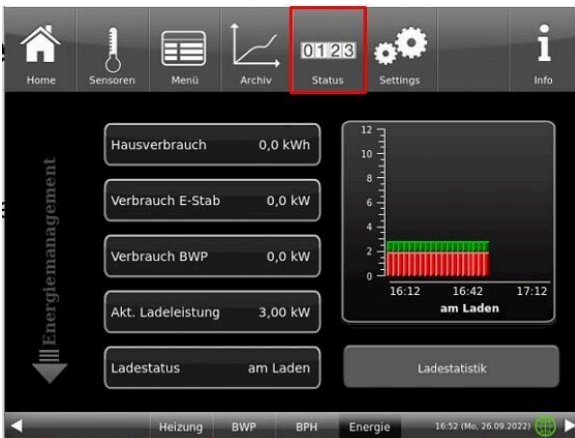 Home Sensoren Menü Archiv 0123 Status Settings i Info
Energiemanagement
Hausverbrauch 0,0 kWh
Verbrauch E-Stab 0,0 kW
Verbrauch BWP 0,0 kW
Akt. Ladeleistung 3,00 kW
Ladestatus am Laden
12
10
8
6
4
2
0
16:12 16:42 17:12
am Laden
Ladestatistik
Heizung BWP BPH Energie 16:52 (Mo, 26.09.2022)